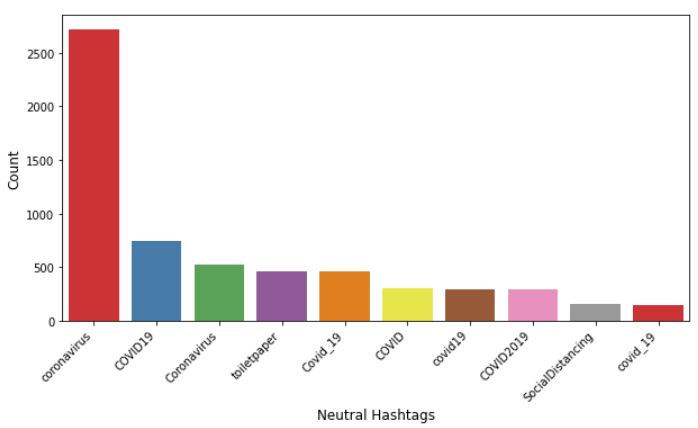 2500
2000
1500
1000
500
0
Count
coronavirus
COVID19
Coronavirus
toiletpaper
Covid_19
COVID
covid19
COVID2019
SocialDistancing
covid_19
Neutral Hashtags